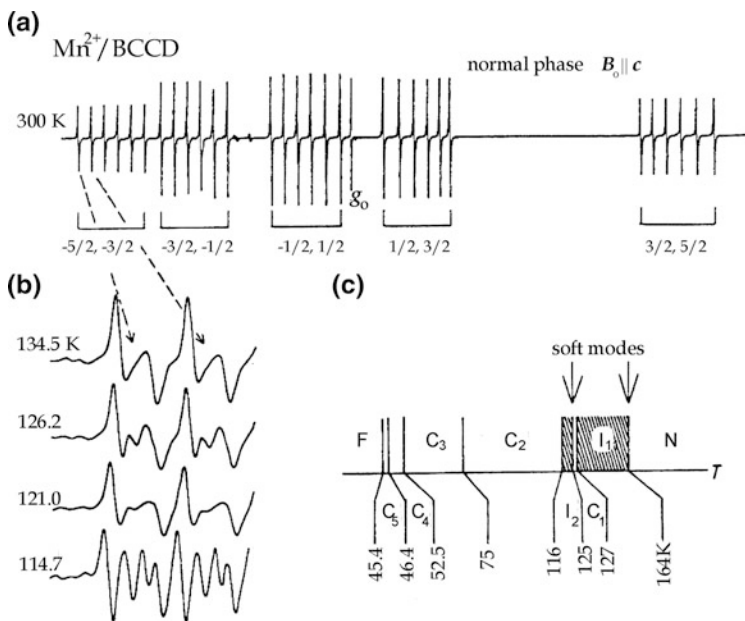 (a)
Mn²⁺/BCCD
normal phase B₀ ∥ c
300 K
g₀
-5/2, -3/2
-3/2, -1/2
-1/2, 1/2
1/2, 3/2
3/2, 5/2
(b)
134.5 K
126.2
121.0
114.7
(c)
soft modes
F
C₃
C₂
I₁
N
T
C₅
C₄
I₂
C₁
45.4
46.4
52.5
75
116
125
127
164K